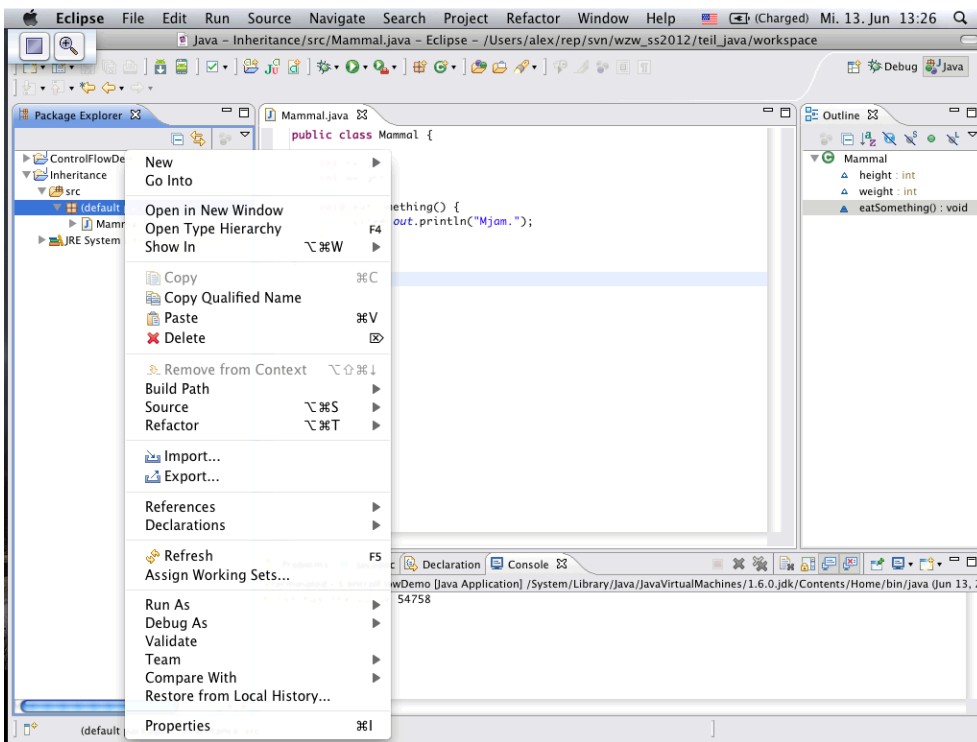 Eclipse File Edit Run Source Navigate Search Project Refactor Window Help (Charged) Mi. 13. Jun 13:26
Java – Inheritance/src/Mammal.java – Eclipse – /Users/alex/rep/svn/wzw_ss2012/teil_java/workspace
Debug Java
Package Explorer
Mammal.java
Outline
public class Mammal {
ControlFlowDe
Inheritance
src
(default
Mamm
JRE System
Mammal
height : int
weight : int
eatSomething() : void
ething() {
out.println("Mjam.");
New
Go Into
Open in New Window
Open Type Hierarchy F4
Show In ⌥⌘W
Copy ⌘C
Copy Qualified Name
Paste ⌘V
Delete ⌦
Remove from Context ⌥⇧⌘↓
Build Path
Source ⌥⌘S
Refactor ⌥⌘T
Import...
Export...
References
Declarations
Refresh F5
Assign Working Sets...
Run As
Debug As
Validate
Team
Compare With
Restore from Local History...
Properties ⌘I
Declaration Console
owDemo [Java Application] /System/Library/Java/JavaVirtualMachines/1.6.0.jdk/Contents/Home/bin/java (Jun 13,
54758
(default